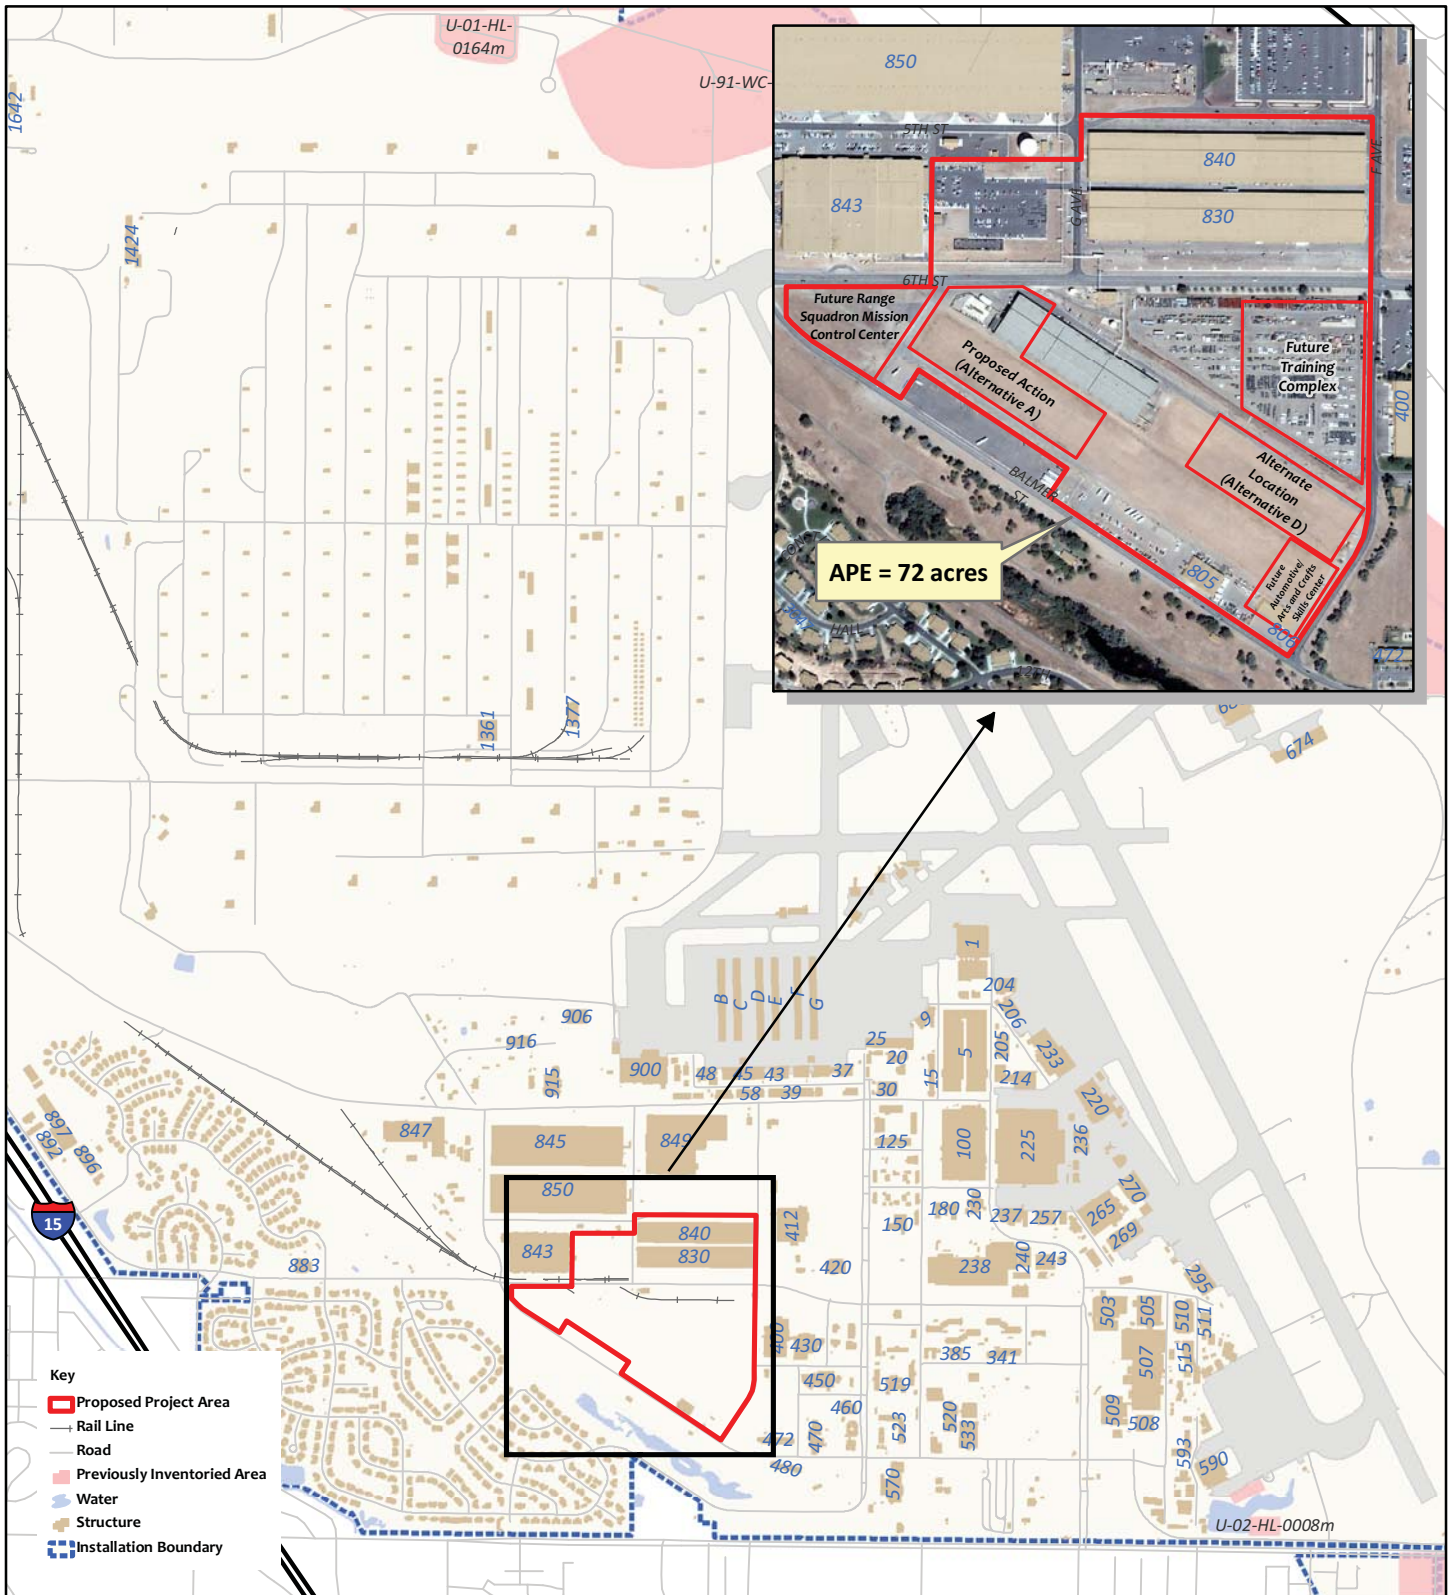 U-01-HL-
0164m
U-91-WC-
1642
1424
1361
1377
850
5TH ST
840
F AVE.
843
G AVE.
830
6TH ST
Future Range
Squadron Mission
Control Center
Proposed Action
(Alternative A)
Future
Training
Complex
400
Alternate
Location
(Alternative D)
BALMER
ST
APE = 72 acres
805
Future
Automotive/
Arts and Crafts
Skills Center
HALL
806
472
674
1
204
B
C
D
E
F
G
906
916
915
900
48
45
43
37
58
39
25
20
30
9
15
5
206
205
233
214
220
236
847
845
849
125
100
225
897
892
896
850
412
150
180
230
237
257
270
265
269
15
843
840
830
883
420
238
240
243
295
400
430
503
505
510
511
385
341
507
515
450
519
460
520
533
523
509
508
472
470
480
593
590
570
U-02-HL-0008m
Key
Proposed Project Area
Rail Line
Road
Previously Inventoried Area
Water
Structure
Installation Boundary